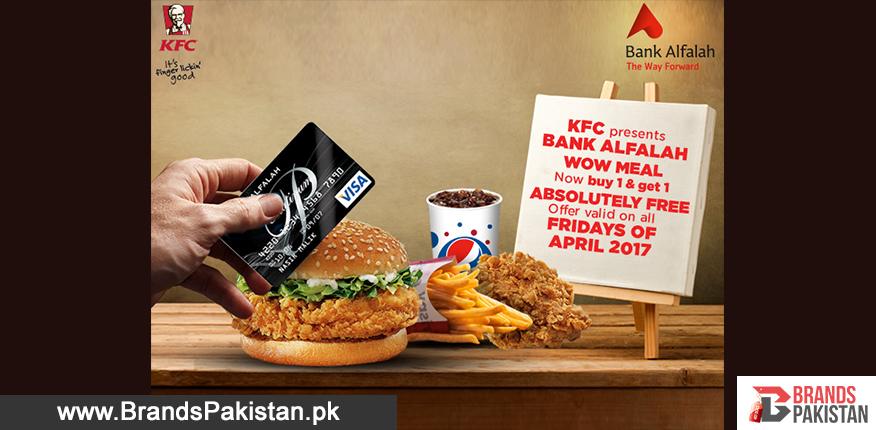 KFC
It's
finger lickin'
good
Bank Alfalah
The Way Forward
KFC presents
BANK ALFALAH
WOW MEAL
Now buy 1 & get 1
ABSOLUTELY FREE
Offer valid on all
FRIDAYS OF
APRIL 2017
ALFALAH
VISA
NASIR MALIK
www.BrandsPakistan.pk
BRANDS
PAKISTAN